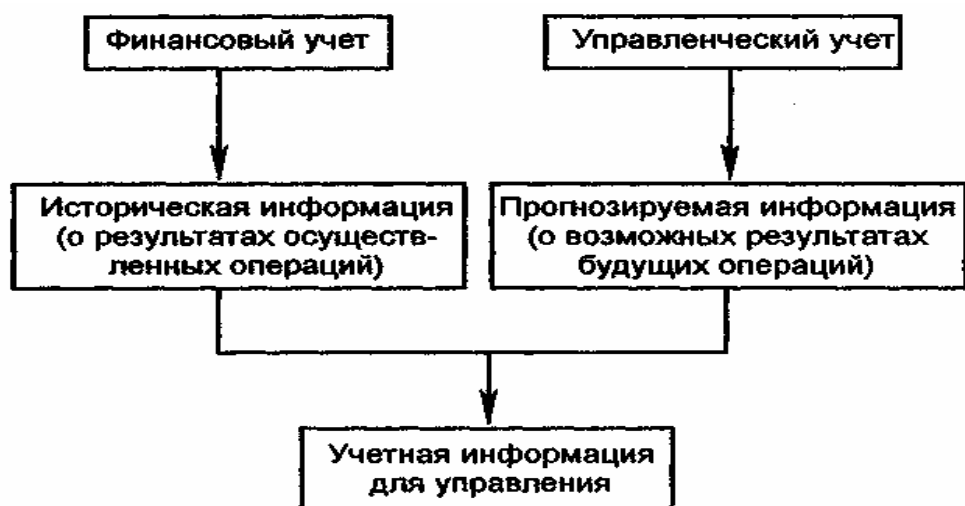 Финансовый учет
Управленческий учет
Историческая информация
(о результатах осуществ-
ленных операций)
Прогнозируемая информация
(о возможных результатах
будущих операций)
Учетная информация
для управления